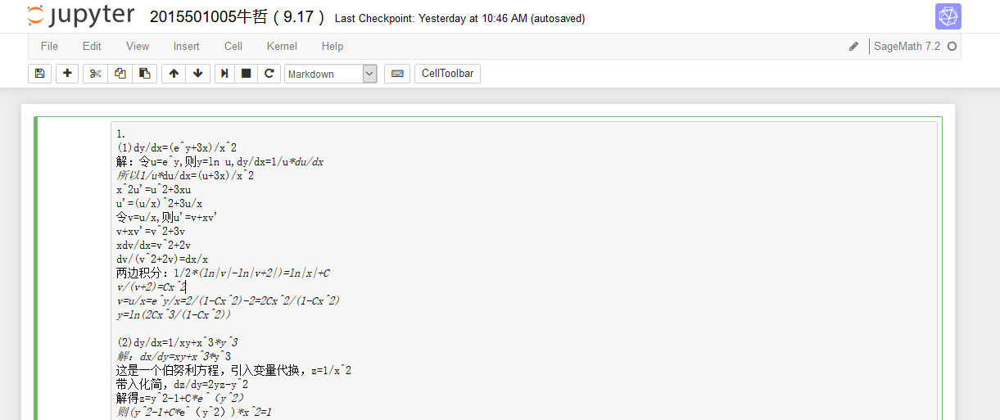 jupyter 2015501005牛哲（9.17） Last Checkpoint: Yesterday at 10:46 AM (autosaved)
File Edit View Insert Cell Kernel Help SageMath 7.2
Markdown CellToolbar
1.
(1)dy/dx=(e^y+3x)/x^2
解：令u=e^y,则y=ln u,dy/dx=1/u*du/dx
所以1/u*du/dx=(u+3x)/x^2
x^2u'=u^2+3xu
u'=(u/x)^2+3u/x
令v=u/x,则u'=v+xv'
v+xv'=v^2+3v
xdv/dx=v^2+2v
dv/(v^2+2v)=dx/x
两边积分：1/2*(ln|v|-ln|v+2|)=ln|x|+C
v/(v+2)=Cx^2
v=u/x=e^y/x=2/(1-Cx^2)-2=2Cx^2/(1-Cx^2)
y=ln(2Cx^3/(1-Cx^2))
(2)dy/dx=1/xy+x^3*y^3
解：dx/dy=xy+x^3*y^3
这是一个伯努利方程，引入变量代换，z=1/x^2
带入化简，dz/dy=2yz-y^2
解得z=y^2-1+C*e^（y^2）
则(y^2-1+C*e^（y^2）)*x^2=1